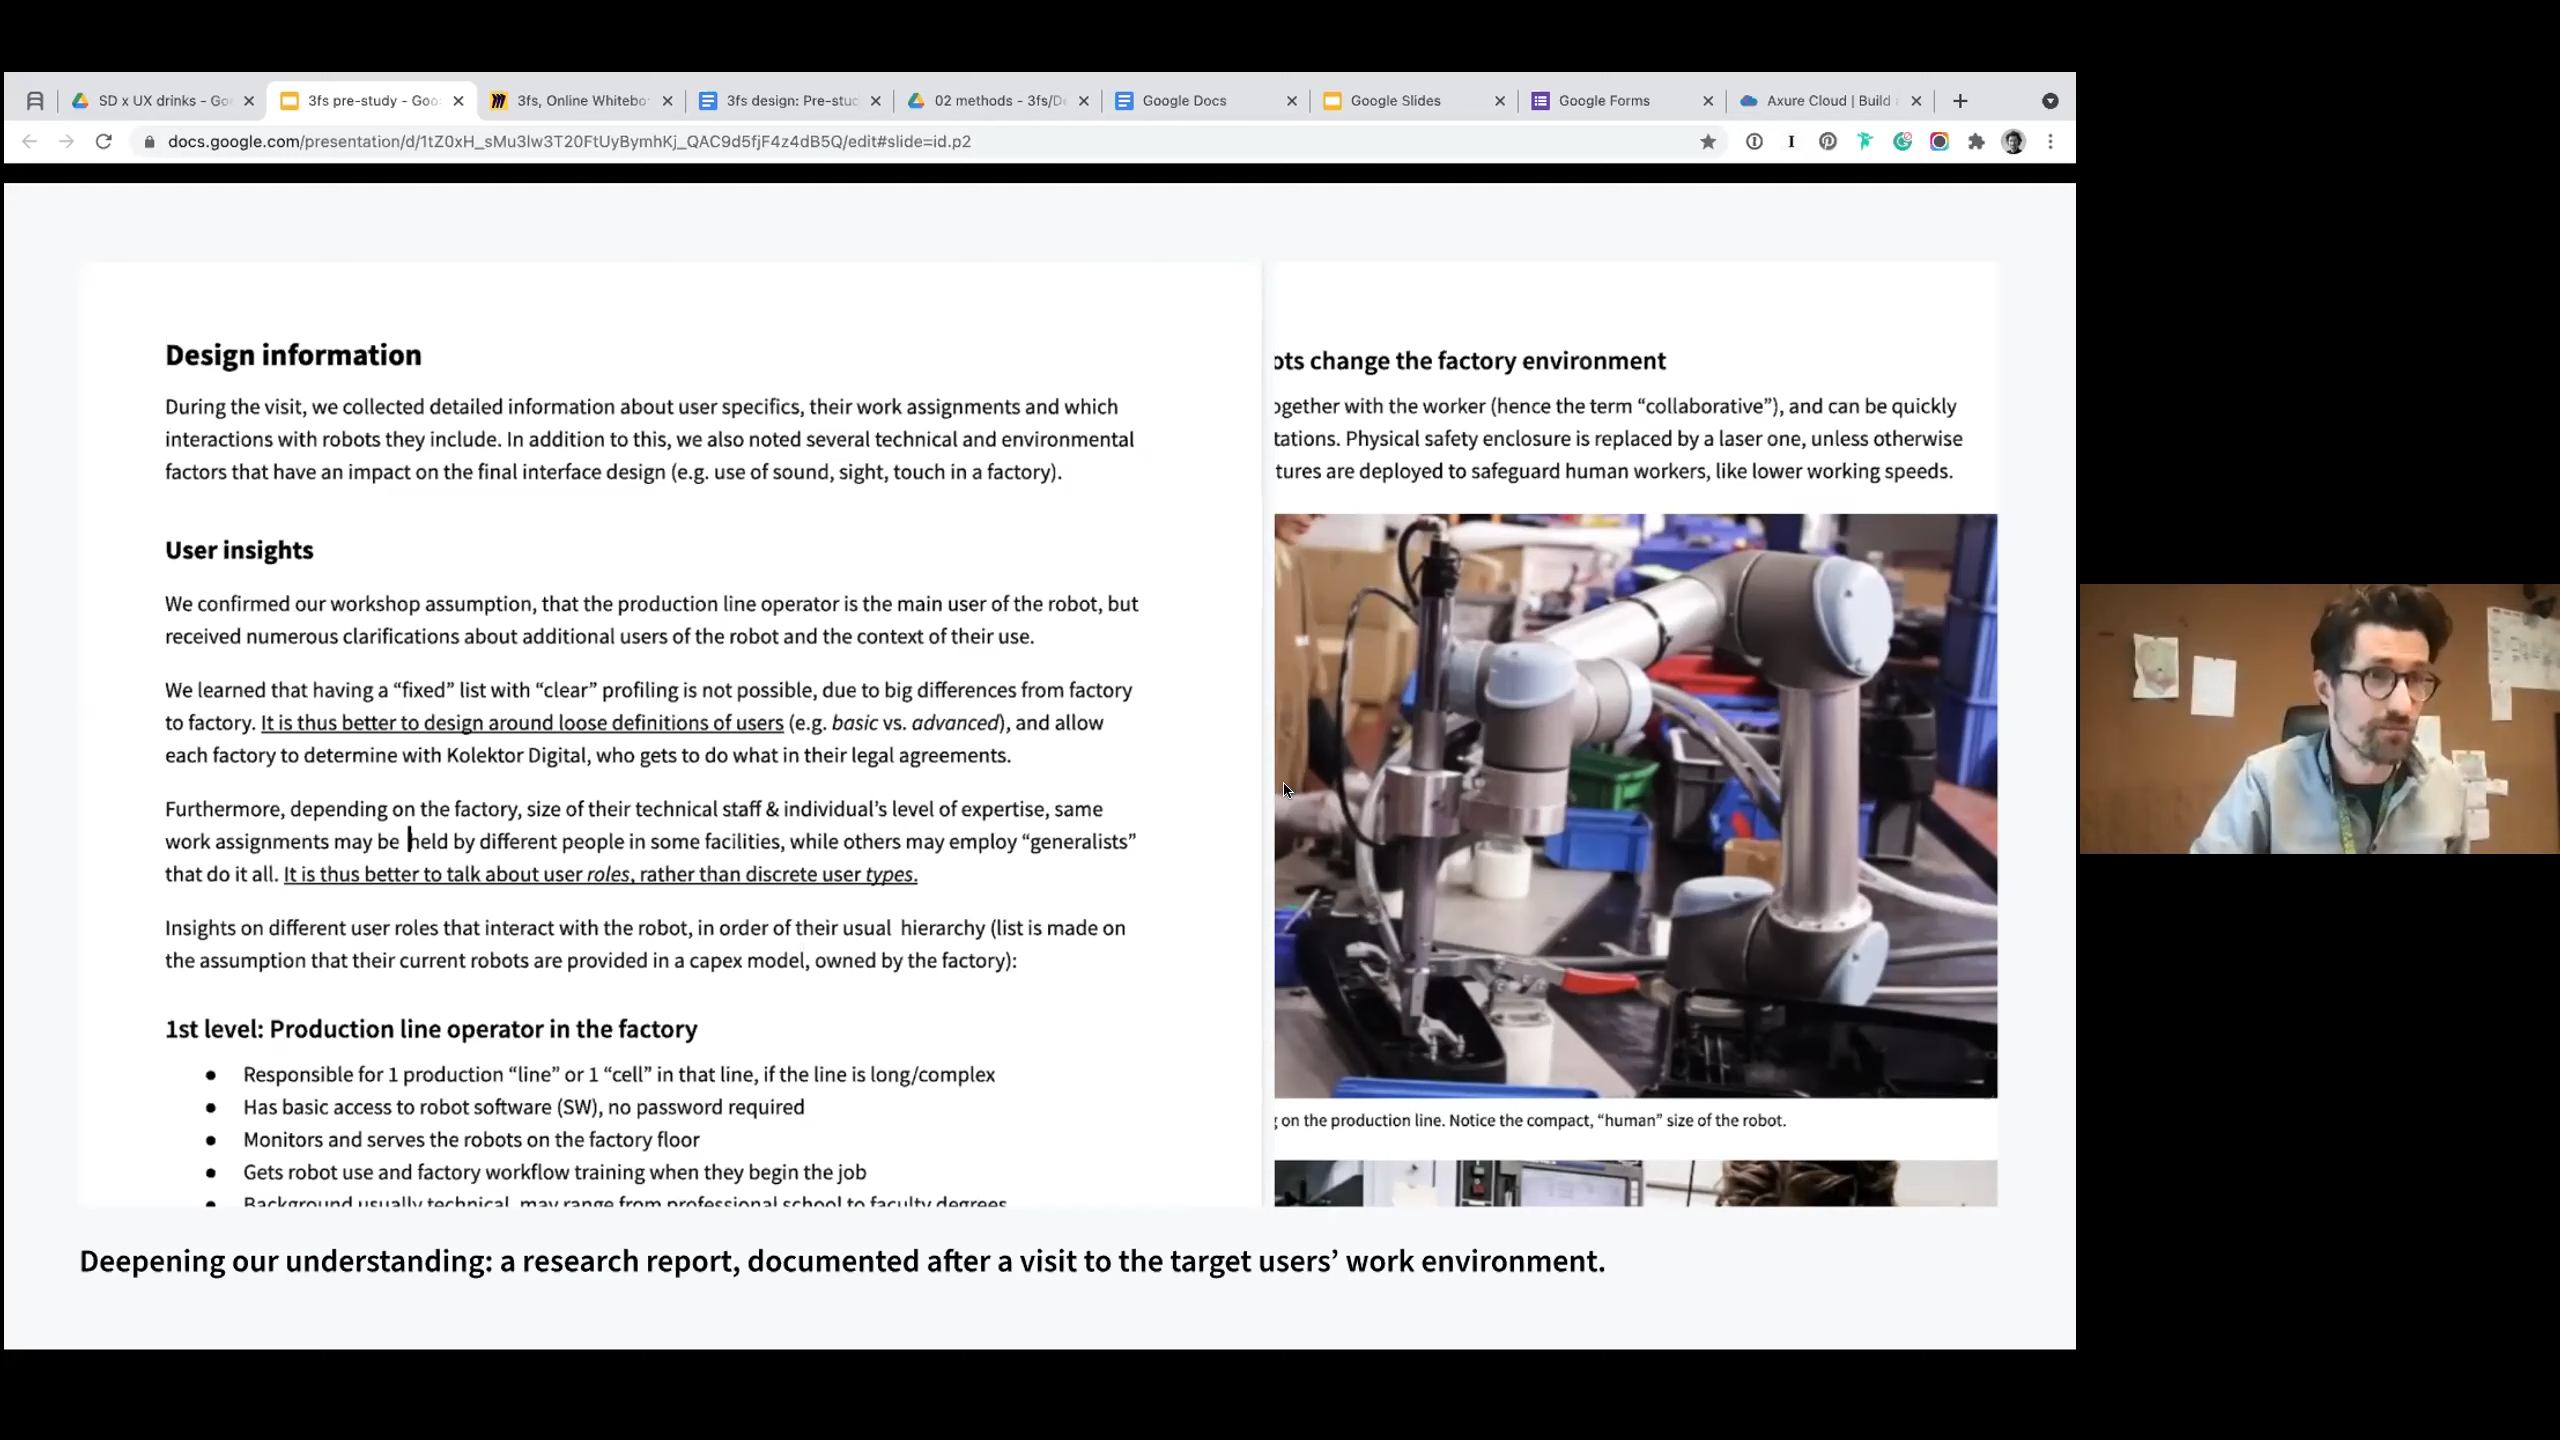 SD x UX drinks - Go
3fs pre-study - Goo
3fs, Online Whitebo
3fs design: Pre-stud
02 methods - 3fs/De
Google Docs
Google Slides
Google Forms
Axure Cloud | Build
docs.google.com/presentation/d/1tZ0xH_sMu3lw3T20FtUyBymhKj_QAC9d5fjF4z4dB5Q/edit#slide=id.p2
Design information
During the visit, we collected detailed information about user specifics, their work assignments and which
interactions with robots they include. In addition to this, we also noted several technical and environmental
factors that have an impact on the final interface design (e.g. use of sound, sight, touch in a factory).
User insights
We confirmed our workshop assumption, that the production line operator is the main user of the robot, but
received numerous clarifications about additional users of the robot and the context of their use.
We learned that having a “fixed” list with “clear” profiling is not possible, due to big differences from factory
to factory. It is thus better to design around loose definitions of users (e.g. basic vs. advanced), and allow
each factory to determine with Kolektor Digital, who gets to do what in their legal agreements.
Furthermore, depending on the factory, size of their technical staff & individual’s level of expertise, same
work assignments may be held by different people in some facilities, while others may employ “generalists”
that do it all. It is thus better to talk about user roles, rather than discrete user types.
Insights on different user roles that interact with the robot, in order of their usual hierarchy (list is made on
the assumption that their current robots are provided in a capex model, owned by the factory):
1st level: Production line operator in the factory
● Responsible for 1 production “line” or 1 “cell” in that line, if the line is long/complex
● Has basic access to robot software (SW), no password required
● Monitors and serves the robots on the factory floor
● Gets robot use and factory workflow training when they begin the job
● Background usually technical, may range from professional school to faculty degrees
ots change the factory environment
ogether with the worker (hence the term “collaborative”), and can be quickly
tations. Physical safety enclosure is replaced by a laser one, unless otherwise
tures are deployed to safeguard human workers, like lower working speeds.
g on the production line. Notice the compact, “human” size of the robot.
Deepening our understanding: a research report, documented after a visit to the target users’ work environment.